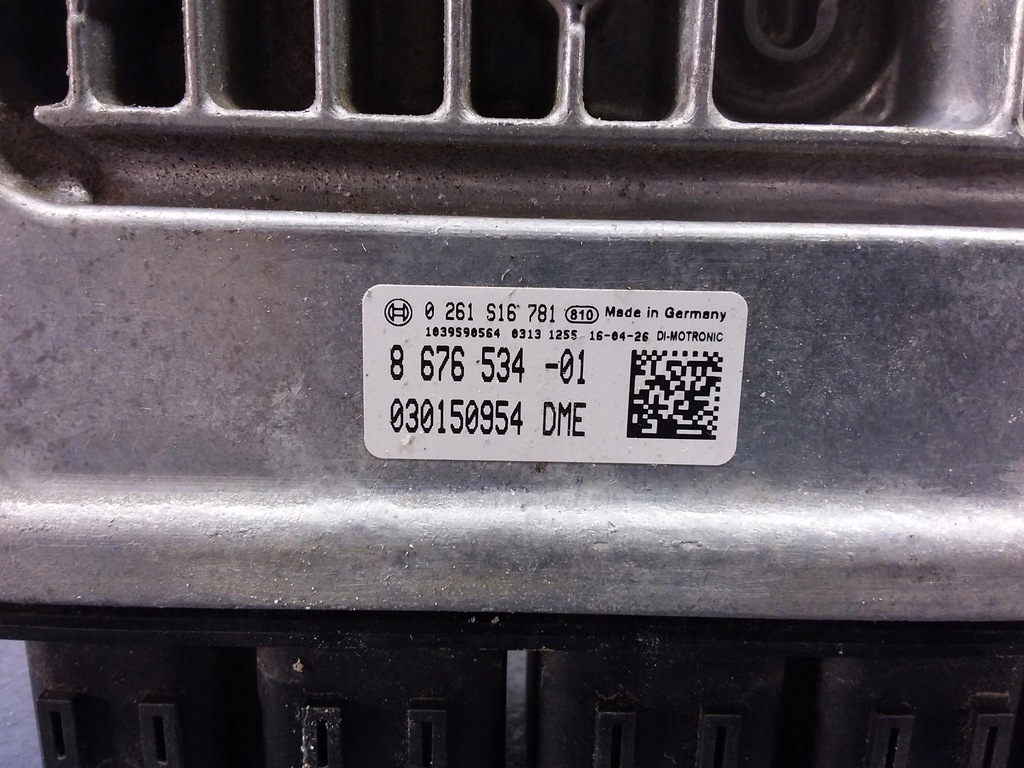 0 261 S16 781 810 Made in Germany
1039S90564 0313 1255 16-04-26 DI-MOTRONIC
8 676 534 -01
030150954 DME